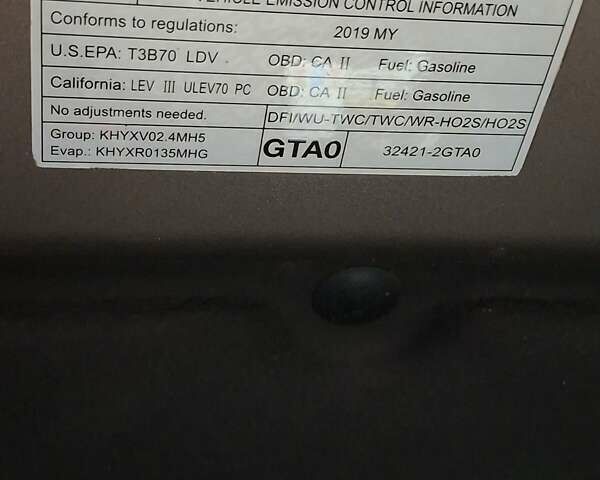 VEHICLE EMISSION CONTROL INFORMATION
Conforms to regulations: 2019 MY
U.S.EPA: T3B70 LDV OBD: CA II Fuel: Gasoline
California: LEV III ULEV70 PC OBD: CA II Fuel: Gasoline
No adjustments needed. DFI/WU-TWC/TWC/WR-HO2S/HO2S
Group: KHYXV02.4MH5
Evap.: KHYXR0135MHG
GTA0 32421-2GTA0